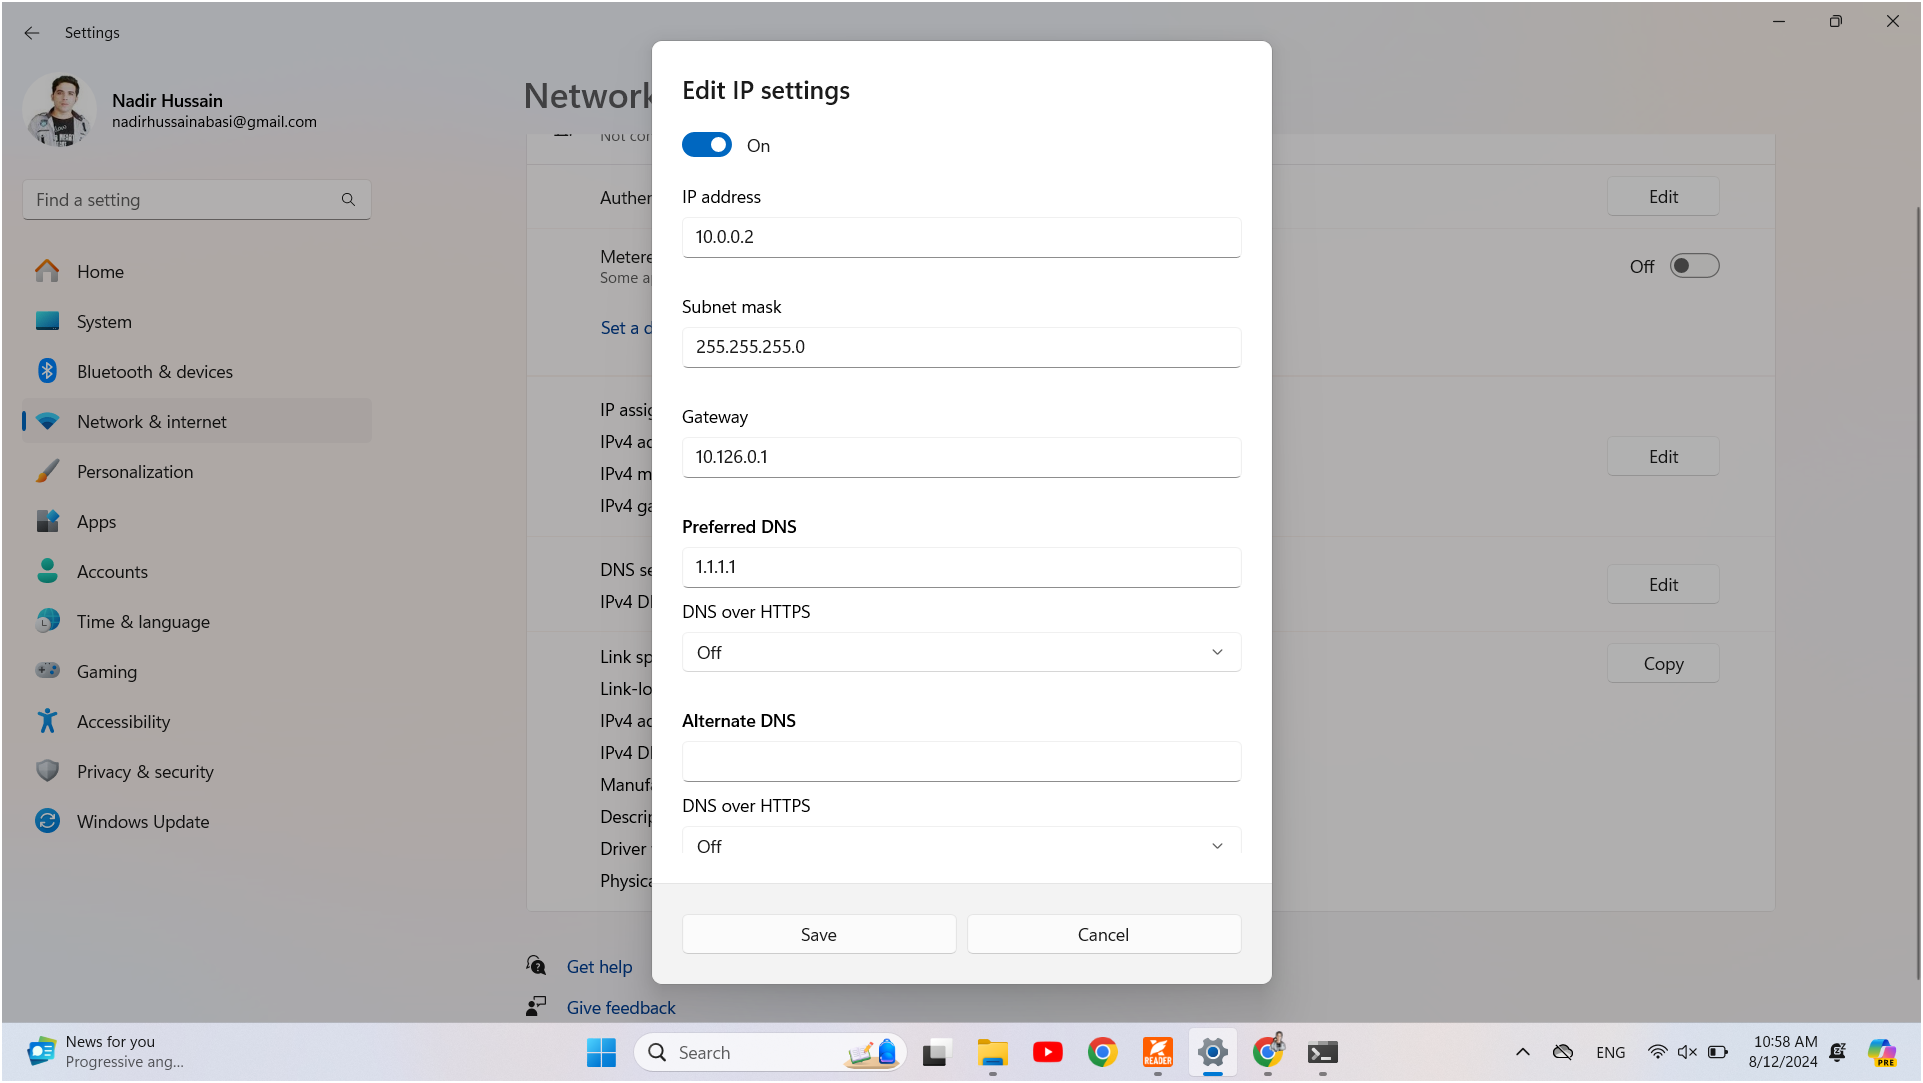 Settings
Nadir Hussain
nadirhussainabasi@gmail.com
Find a setting
Home
System
Bluetooth & devices
Network & internet
Personalization
Apps
Accounts
Time & language
Gaming
Accessibility
Privacy & security
Windows Update
Network
Not cor
Authen
Edit
Metere
Some a
Off
Set a d
IP assig
IPv4 ad
IPv4 m
IPv4 ga
Edit
DNS se
IPv4 D
Edit
Link sp
Link-lo
IPv4 ad
IPv4 D
Manufa
Descrip
Driver
Physica
Copy
Get help
Give feedback
Edit IP settings
On
IP address
10.0.0.2
Subnet mask
255.255.255.0
Gateway
10.126.0.1
Preferred DNS
1.1.1.1
DNS over HTTPS
Off
Alternate DNS
DNS over HTTPS
Off
Save
Cancel
News for you
Progressive ang...
Search
READER
ENG
10:58 AM
8/12/2024
PRE